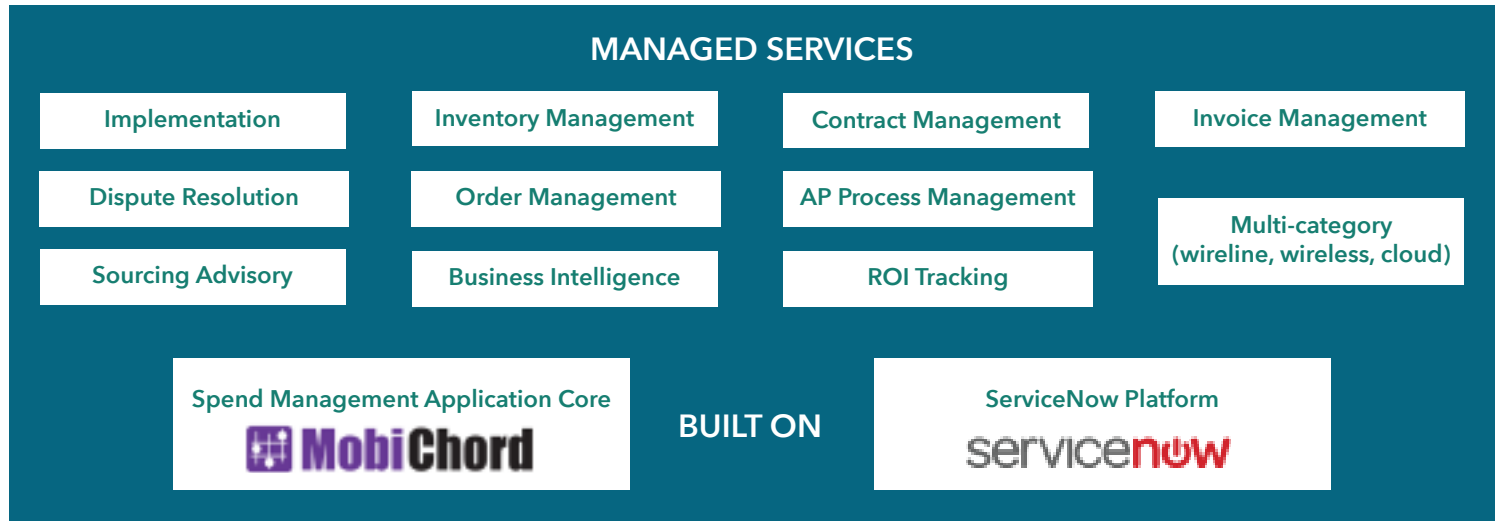 MANAGED SERVICES
Implementation
Inventory Management
Contract Management
Invoice Management
Dispute Resolution
Order Management
AP Process Management
Multi-category
(wireline, wireless, cloud)
Sourcing Advisory
Business Intelligence
ROI Tracking
Spend Management Application Core
MobiChord
BUILT ON
ServiceNow Platform
servicenow